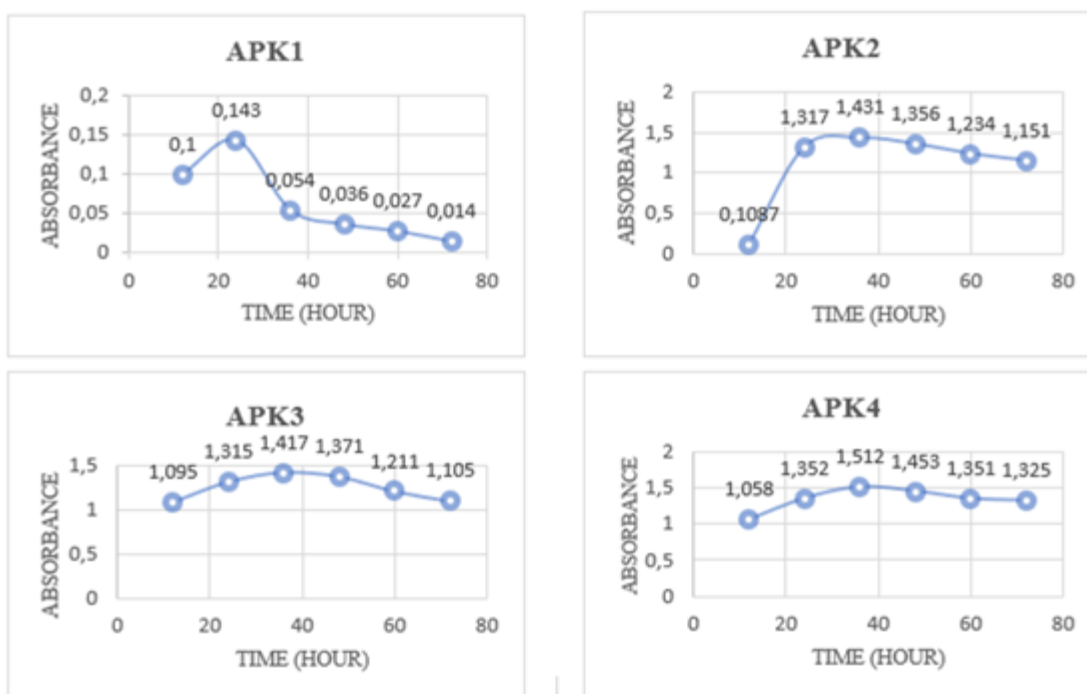 APK1
ABSORBANCE
0,2
0,15
0,1
0,05
0
0,1
0,143
0,054
0,036
0,027
0,014
0 20 40 60 80
TIME (HOUR)
APK2
ABSORBANCE
2
1,5
1
0,5
0
0,1087
1,317
1,431
1,356
1,234
1,151
0 20 40 60 80
TIME (HOUR)
APK3
ABSORBANCE
1,5
1
0,5
0
1,095
1,315
1,417
1,371
1,211
1,105
0 20 40 60 80
TIME (HOUR)
APK4
ABSORBANCE
2
1,5
1
0,5
0
1,058
1,352
1,512
1,453
1,351
1,325
0 20 40 60 80
TIME (HOUR)